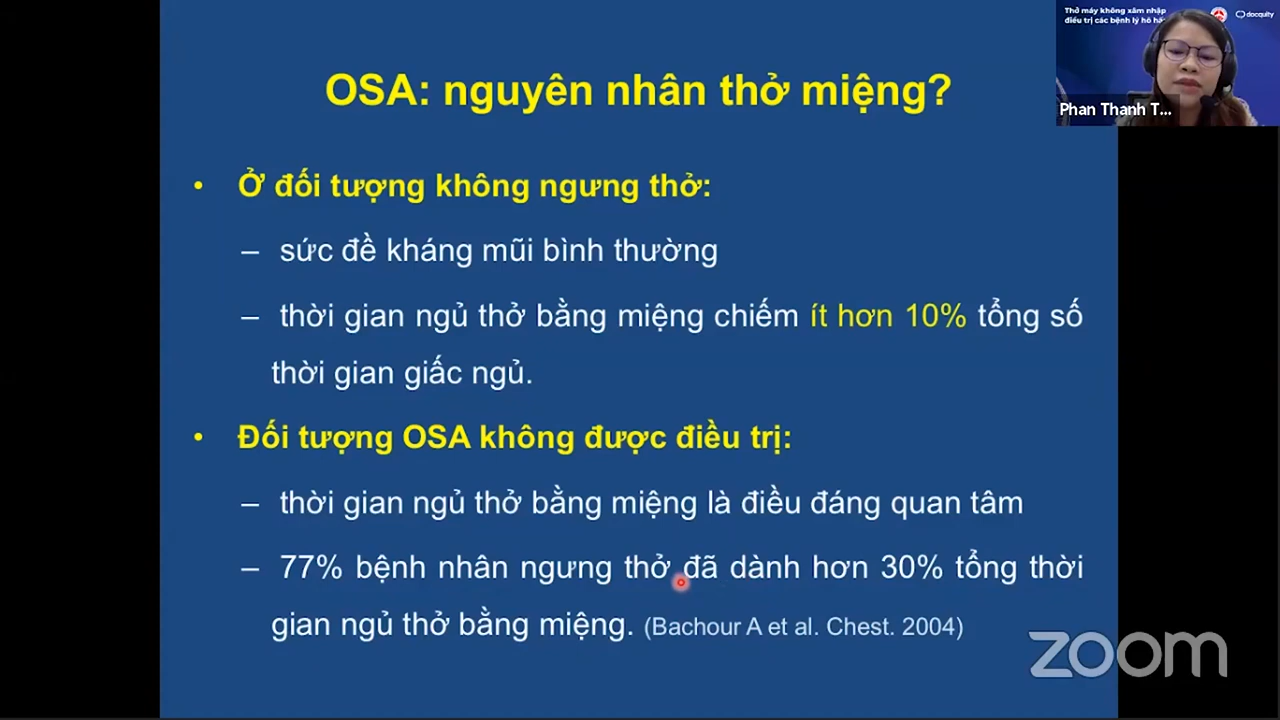 Thở máy không xâm nhập
điều trị các bệnh lý hô
docquity
Phan Thanh T...
OSA: nguyên nhân thở miệng?
• Ở đối tượng không ngưng thở:
– sức đề kháng mũi bình thường
– thời gian ngủ thở bằng miệng chiếm ít hơn 10% tổng số
thời gian giấc ngủ.
• Đối tượng OSA không được điều trị:
– thời gian ngủ thở bằng miệng là điều đáng quan tâm
– 77% bệnh nhân ngưng thở đã dành hơn 30% tổng thời
gian ngủ thở bằng miệng. (Bachour A et al. Chest. 2004)
zoom